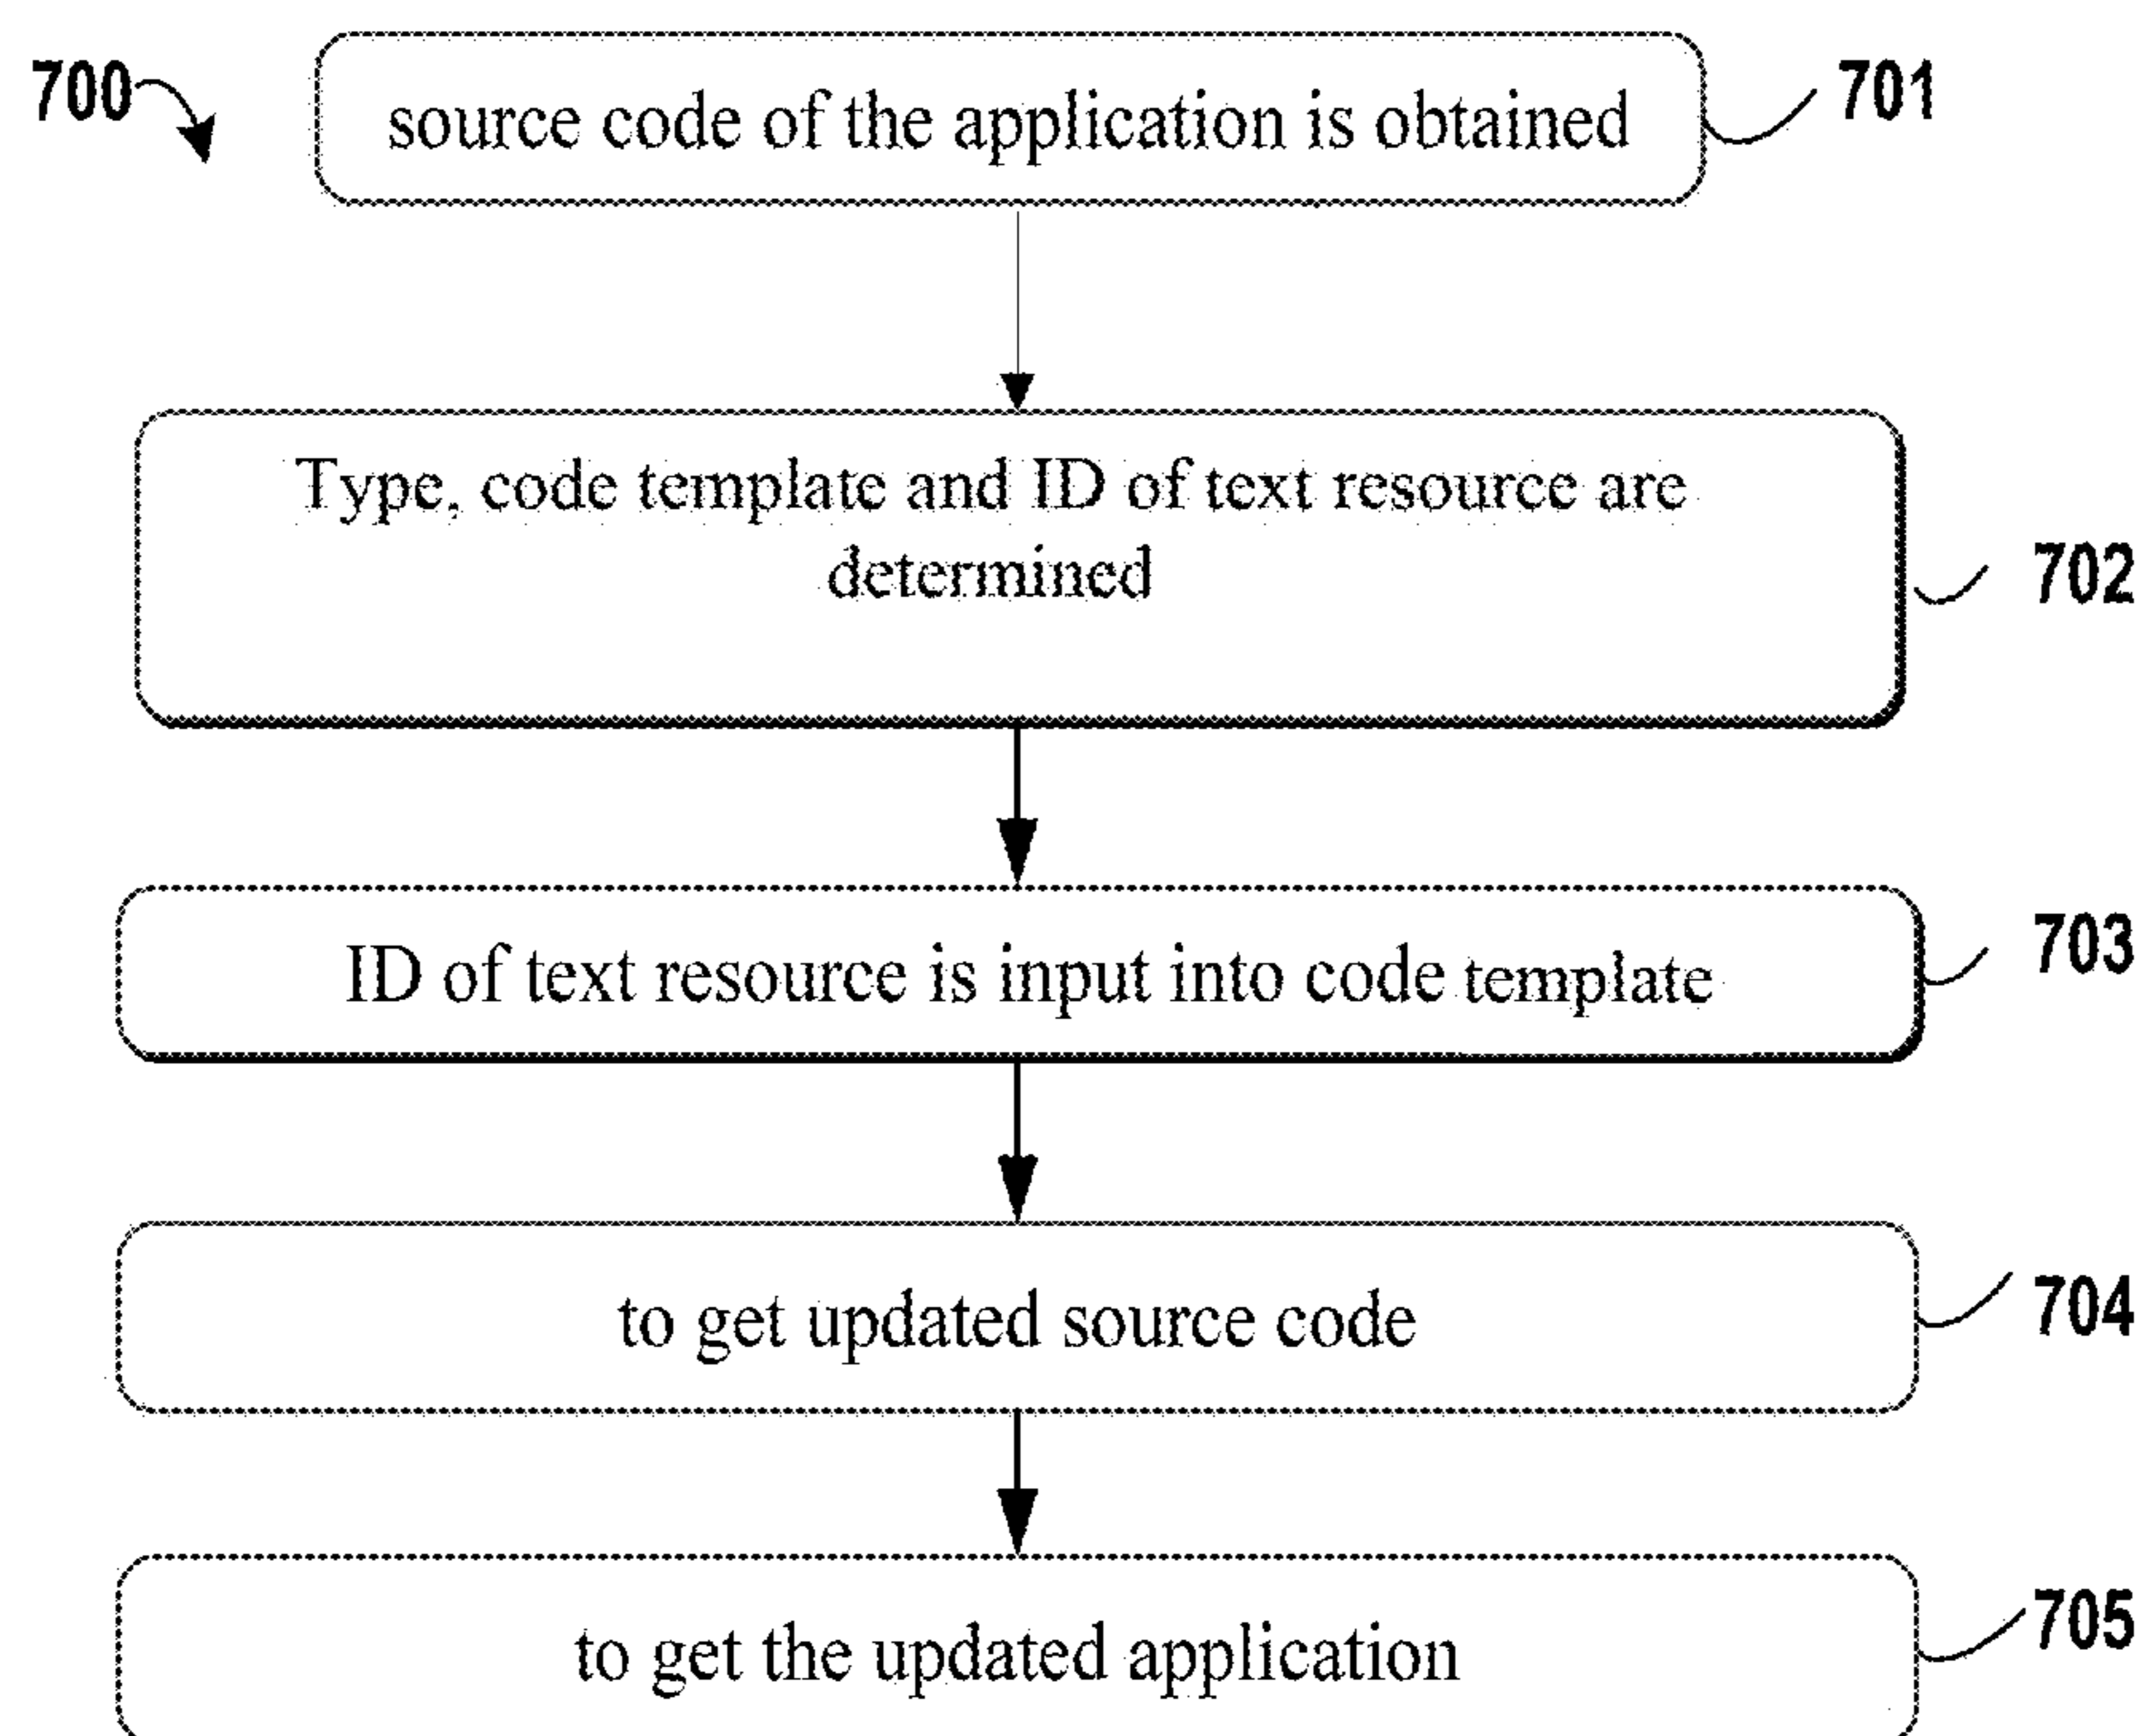 700
source code of the application is obtained
701
Type, code template and ID of text resource are
determined
702
ID of text resource is input into code template
703
to get updated source code
704
to get the updated application
705